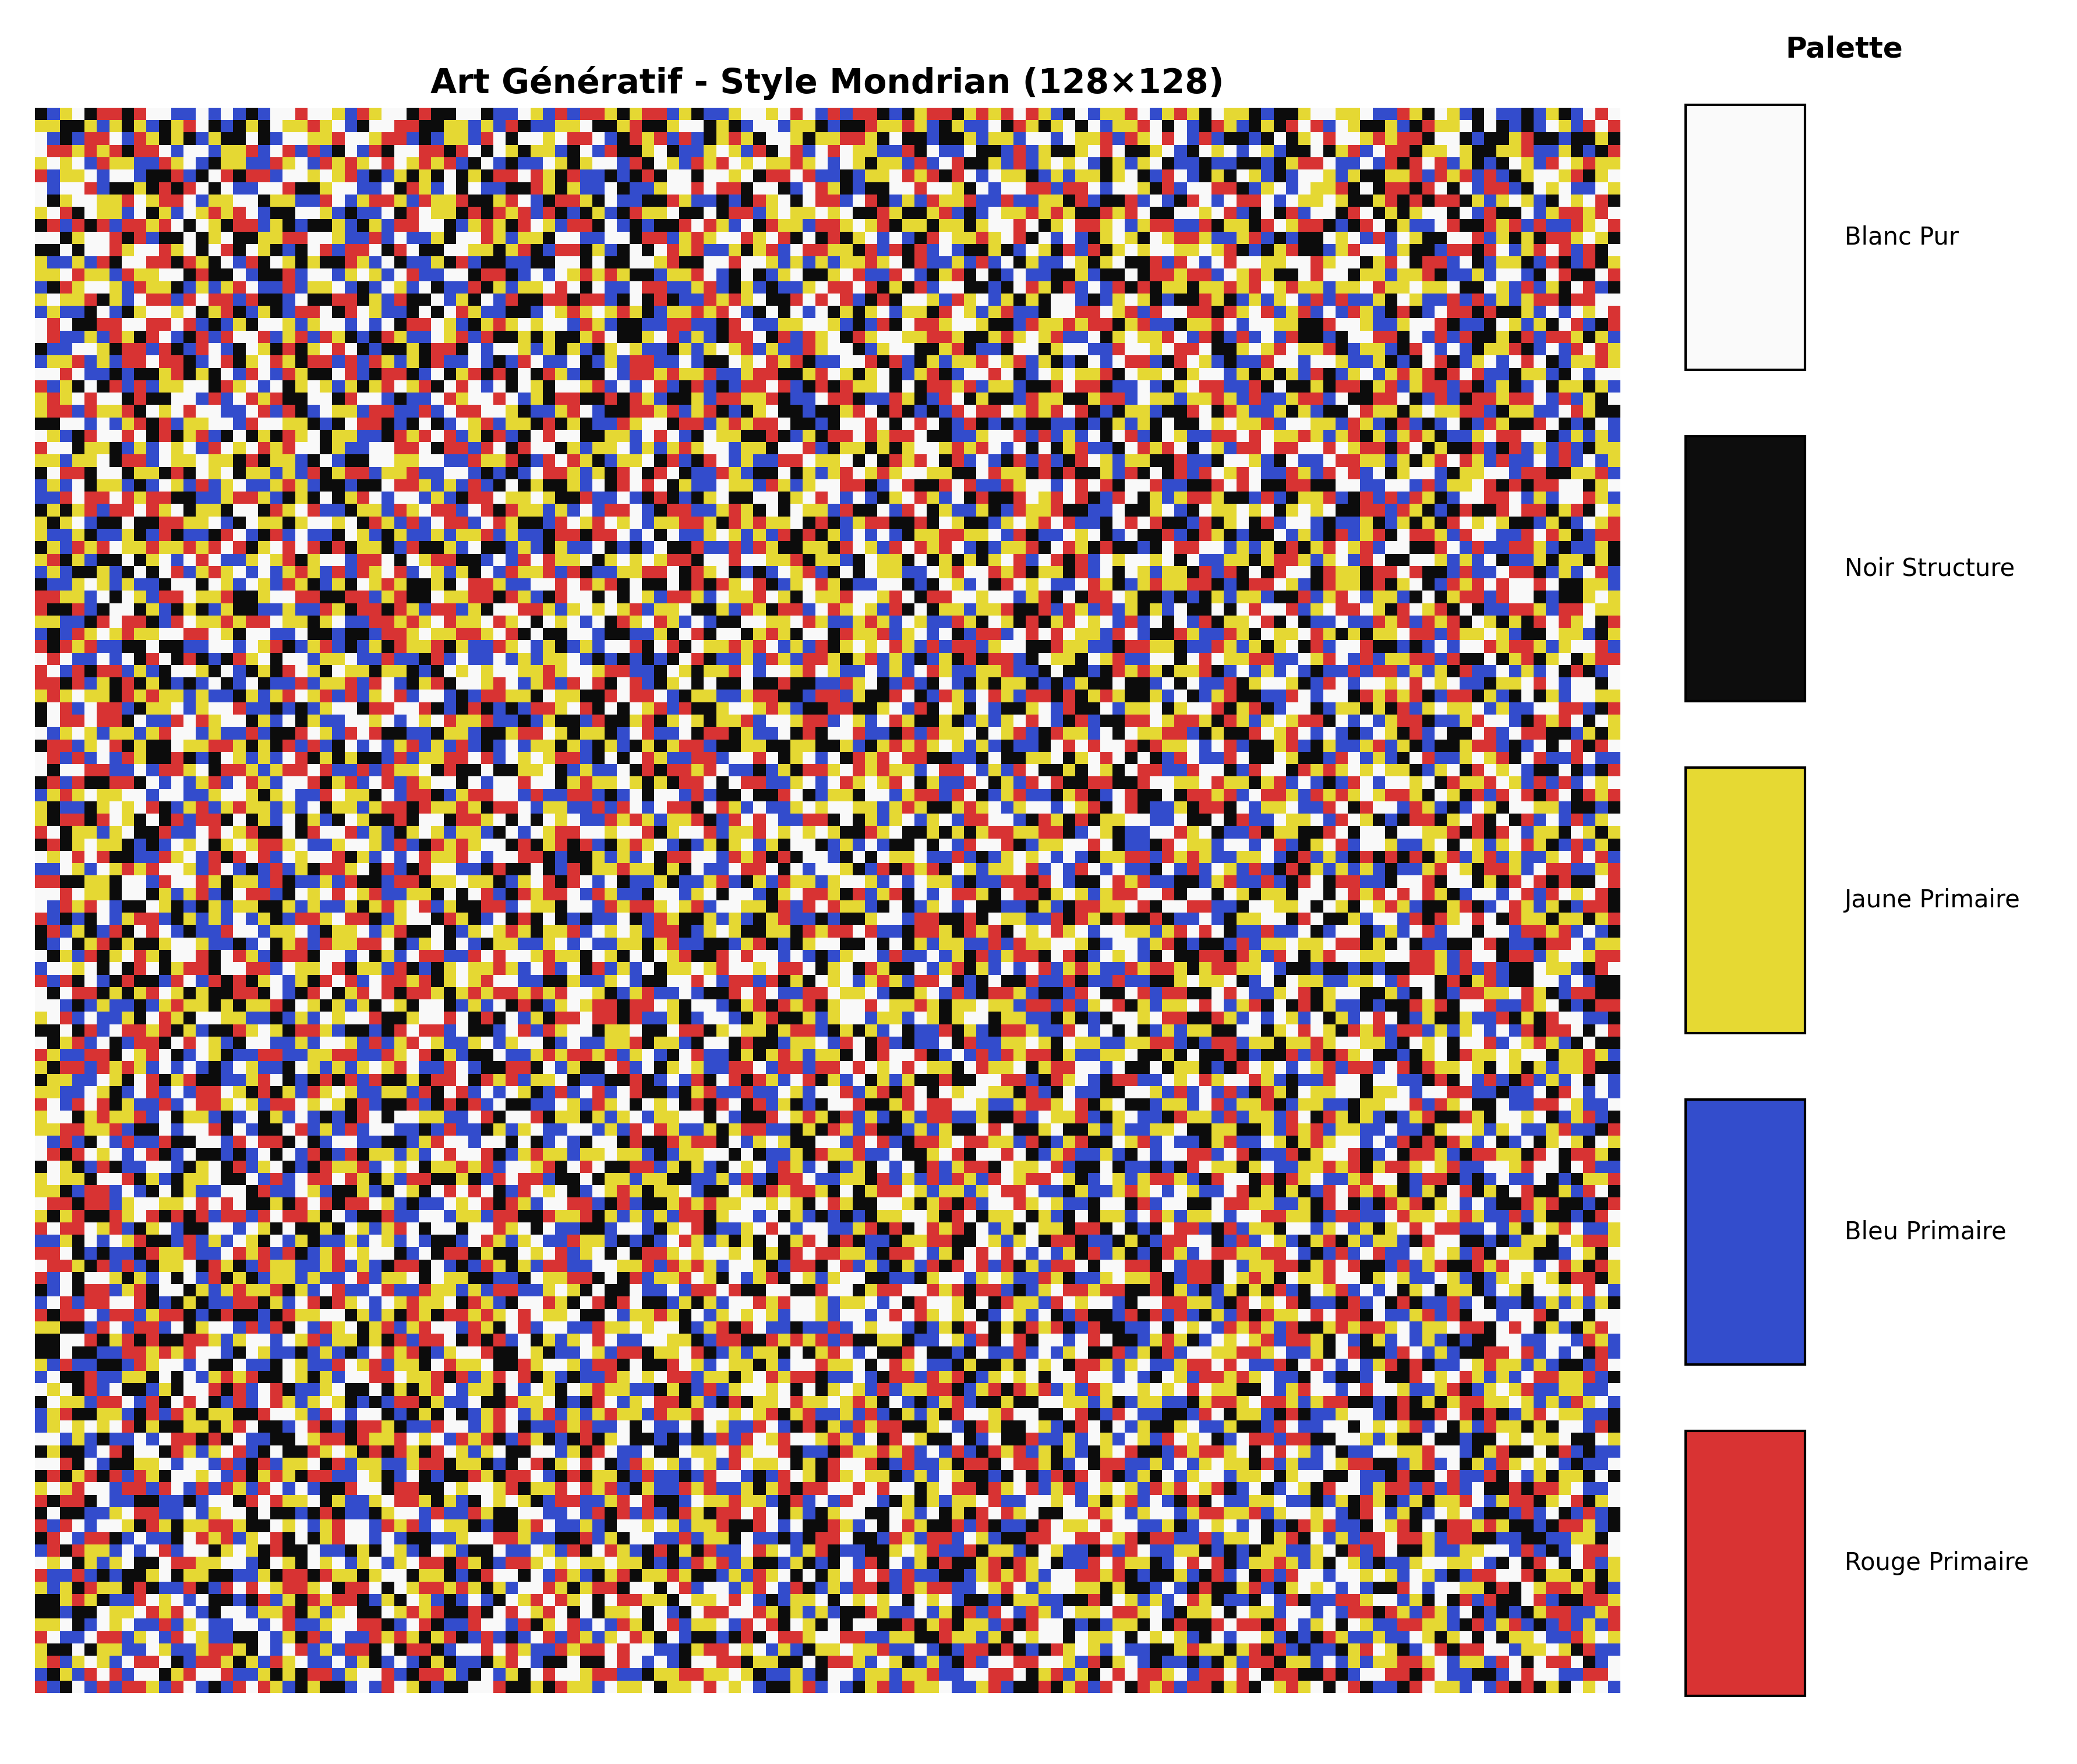 Palette
Art Génératif - Style Mondrian (128×128)
Blanc Pur
Noir Structure
Jaune Primaire
Bleu Primaire
Rouge Primaire